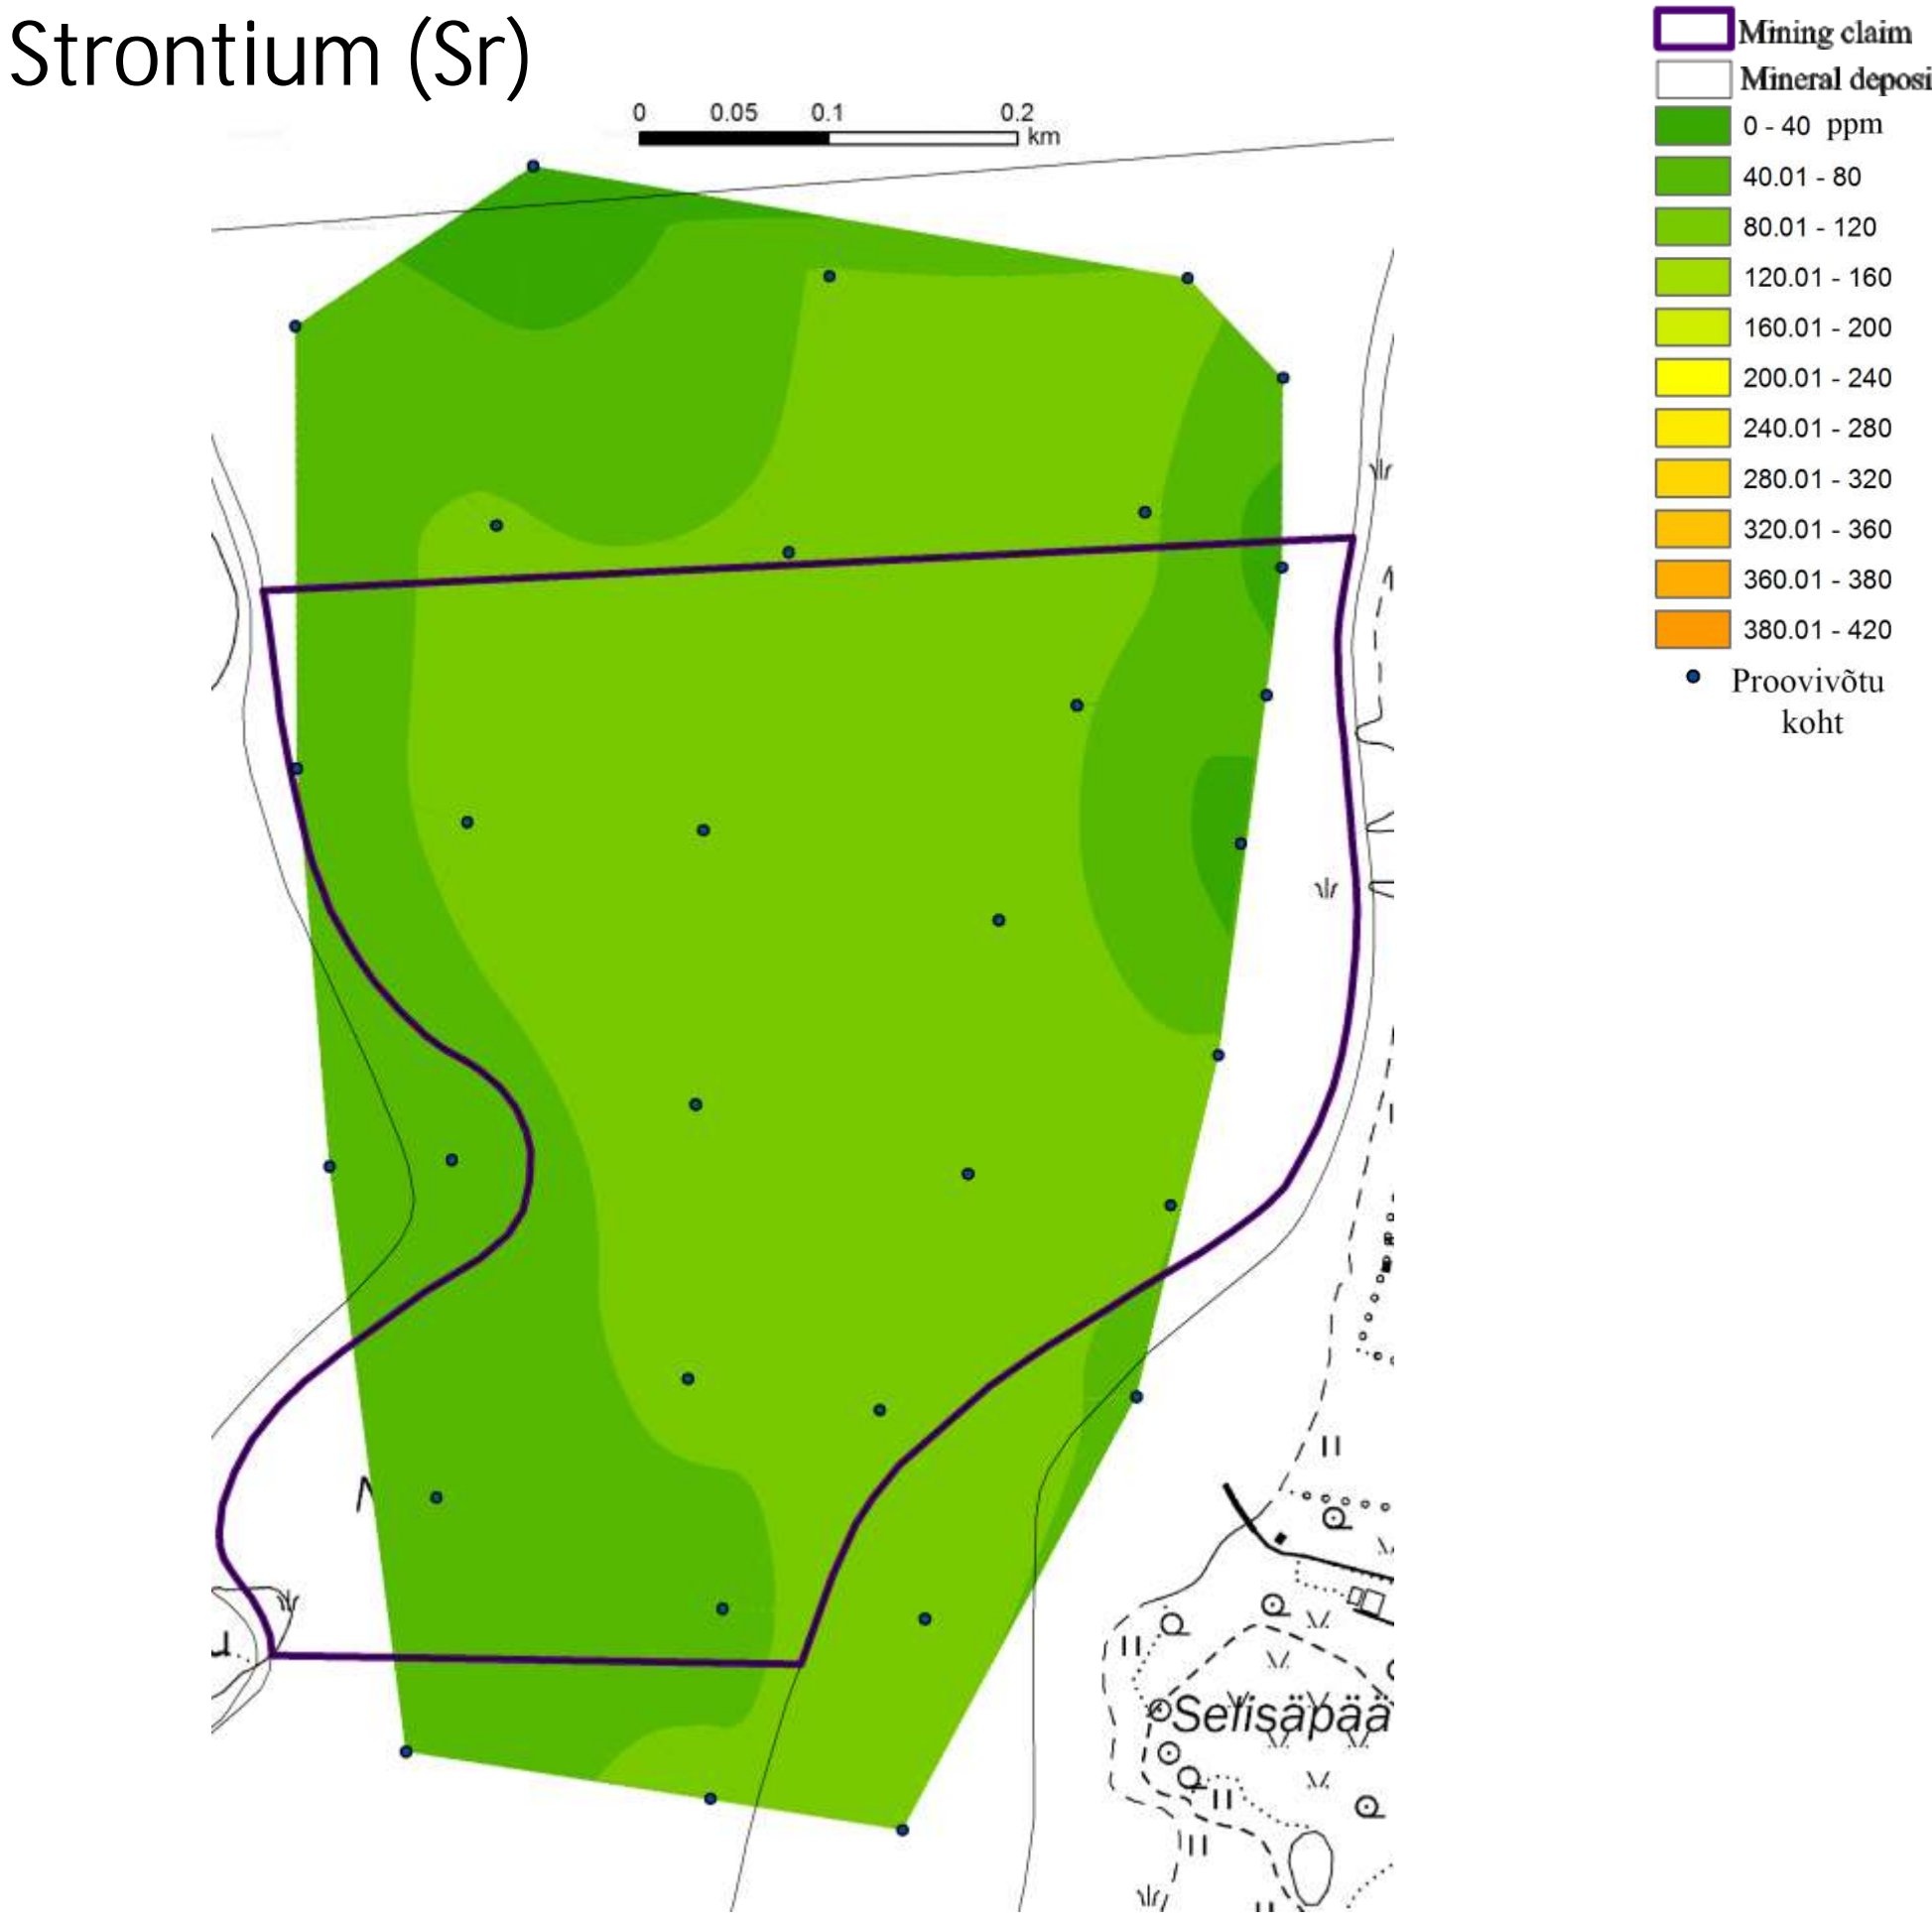 Strontium (Sr)
0 0.05 0.1 0.2
km
Mining claim
Mineral deposi
0 - 40 ppm
40.01 - 80
80.01 - 120
120.01 - 160
160.01 - 200
200.01 - 240
240.01 - 280
280.01 - 320
320.01 - 360
360.01 - 380
380.01 - 420
Proovivõtu
koht
Selisäpää